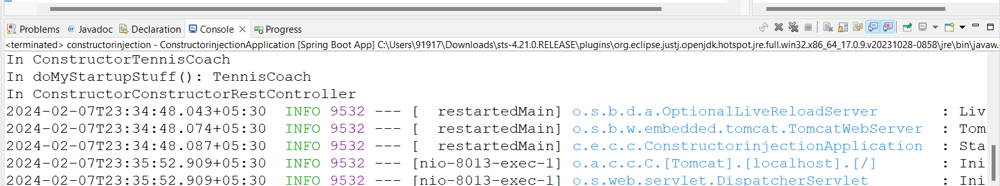 Problems @ Javadoc Declaration Console Progress
<terminated> constructorinjection - ConstructorinjectionApplication [Spring Boot App] C:\Users\91917\Downloads\sts-4.21.0.RELEASE\plugins\org.eclipse.justj.openjdk.hotspot.jre.full.win32.x86_64_17.0.9.v20231028-0858\jre\bin\javaw.
In ConstructorTennisCoach
In doMyStartupStuff(): TennisCoach
In ConstructorConstructorRestController
2024-02-07T23:34:48.043+05:30  INFO 9532 --- [  restartedMain] o.s.b.d.a.OptionalLiveReloadServer       : Liv
2024-02-07T23:34:48.074+05:30  INFO 9532 --- [  restartedMain] o.s.b.w.embedded.tomcat.TomcatWebServer  : Tom
2024-02-07T23:34:48.087+05:30  INFO 9532 --- [  restartedMain] c.e.c.c.ConstructorinjectionApplication  : Sta
2024-02-07T23:35:52.909+05:30  INFO 9532 --- [nio-8013-exec-1] o.a.c.c.C.[Tomcat].[localhost].[/]       : Ini
2024-02-07T23:35:52.909+05:30  INFO 9532 --- [nio-8013-exec-1] o.s.web.servlet.DispatcherServlet        : Ini